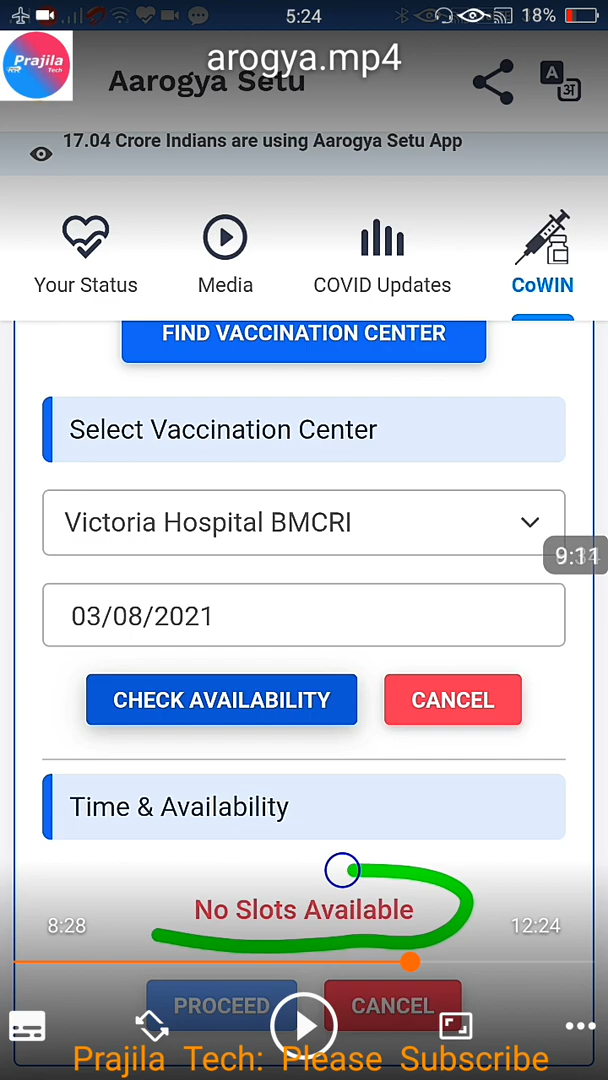 5:24
18%
Prajila
Tech
arogya.mp4
Aarogya Setu
A
अ
17.04 Crore Indians are using Aarogya Setu App
Your Status
Media
COVID Updates
CoWIN
FIND VACCINATION CENTER
Select Vaccination Center
Victoria Hospital BMCRI
03/08/2021
CHECK AVAILABILITY
CANCEL
Time & Availability
No Slots Available
8:28
12:24
PROCEED
CANCEL
Prajila Tech: Please Subscribe